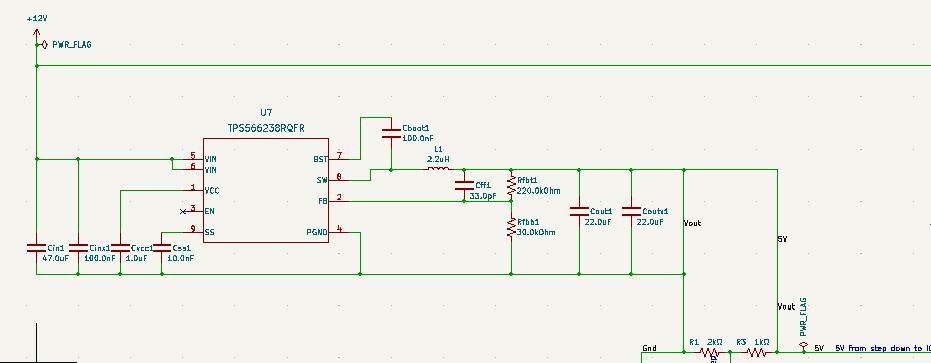 +12V
PWR_FLAG
U7
TPS566238RQFR
5 VIN
6 VIN
1 VCC
3 EN
9 SS
BST 7
SW 8
FB 2
PGND 4
Cboot1
100.0nF
L1
2.2uH
Cff1
33.0pF
Rfbt1
220.0kOhm
Rfbb1
30.0kOhm
Cout1
22.0uF
Coutx1
22.0uF
Vout
5V
Cin1
47.0uF
Cinx1
100.0nF
Cvcc1
1.0uF
Css1
10.0nF
Vout
PWR_FLAG
Gnd
R1 2kΩ
R3 1kΩ
5V
5V From step down to